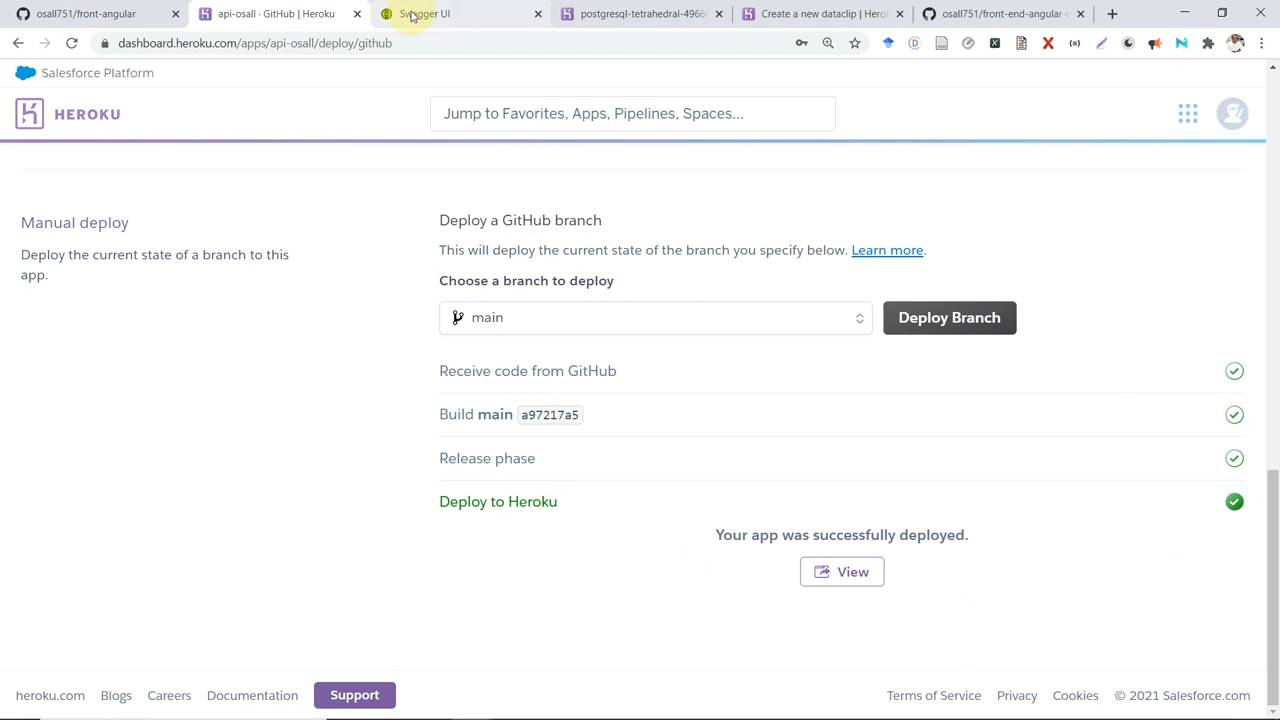 osall751/front-angular
api-osall · GitHub | Heroku
Swagger UI
postgresql-tetrahedral-4966
Create a new dataclip | Hero
osall751/front-end-angular-c
dashboard.heroku.com/apps/api-osall/deploy/github
Salesforce Platform
HEROKU
Jump to Favorites, Apps, Pipelines, Spaces...
Manual deploy
Deploy the current state of a branch to this
app.
Deploy a GitHub branch
This will deploy the current state of the branch you specify below. Learn more.
Choose a branch to deploy
main
Deploy Branch
Receive code from GitHub
Build main a97217a5
Release phase
Deploy to Heroku
Your app was successfully deployed.
View
heroku.com Blogs Careers Documentation Support
Terms of Service Privacy Cookies © 2021 Salesforce.com